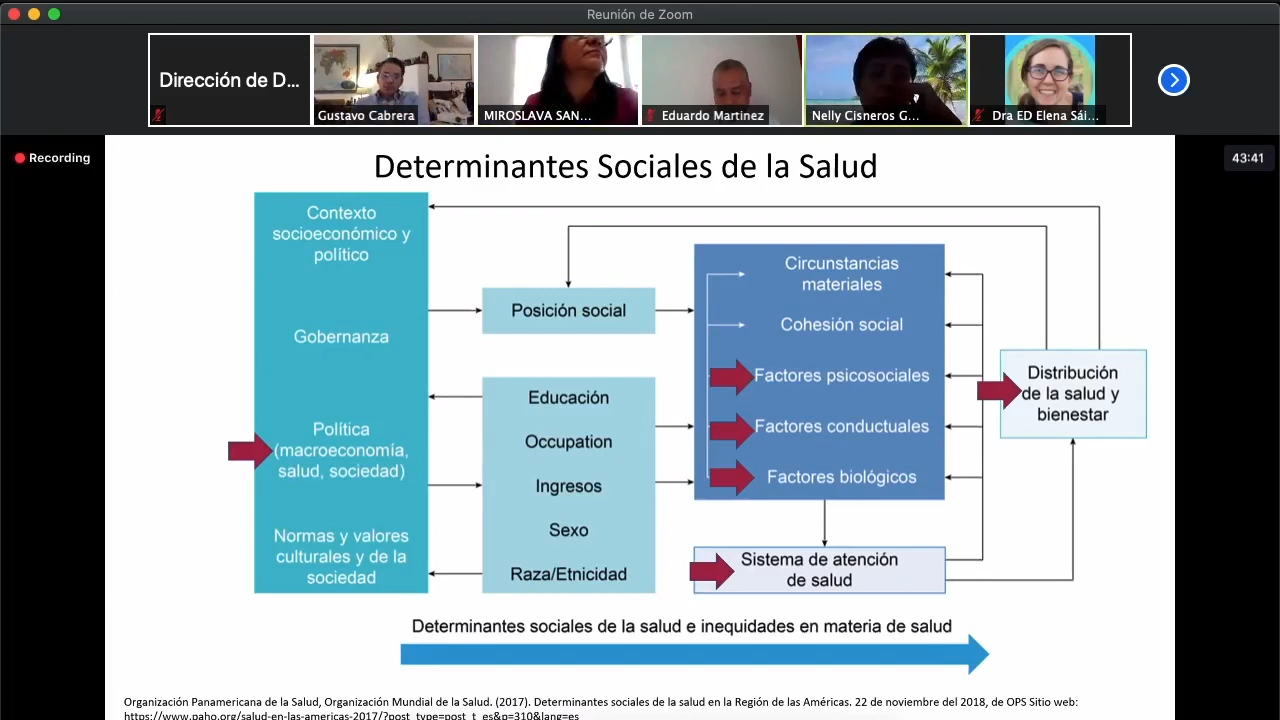 Reunión de Zoom
Dirección de D...
Gustavo Cabrera
MIROSLAVA SAN...
Eduardo Martinez
Nelly Cisneros G...
Dra ED Elena Sái...
Recording
43:41
Determinantes Sociales de la Salud
Contexto
socioeconómico y
político
Gobernanza
Política
(macroeconomía,
salud, sociedad)
Normas y valores
culturales y de la
sociedad
Posición social
Educación
Occupation
Ingresos
Sexo
Raza/Etnicidad
Circunstancias
materiales
Cohesión social
Factores psicosociales
Factores conductuales
Factores biológicos
Sistema de atención
de salud
Distribución
de la salud y
bienestar
Determinantes sociales de la salud e inequidades en materia de salud
Organización Panamericana de la Salud, Organización Mundial de la Salud. (2017). Determinantes sociales de la salud en la Región de las Américas. 22 de noviembre del 2018, de OPS Sitio web:
https://www.paho.org/salud-en-las-americas-2017/?post_type=post_t_es&p=310&lang=es